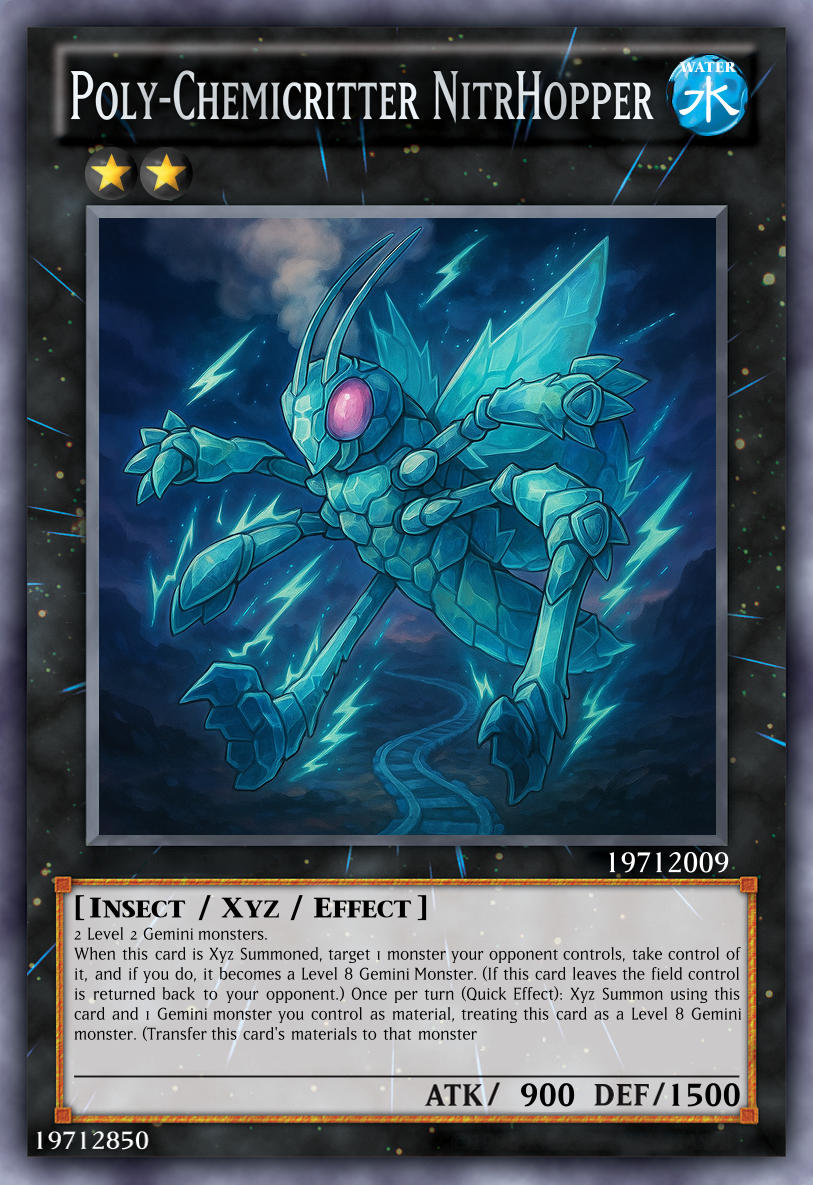 Poly-Chemicritter NitrHopper
WATER
水
19712009
[ Insect / Xyz / Effect ]
2 Level 2 Gemini monsters.
When this card is Xyz Summoned, target 1 monster your opponent controls, take control of
it, and if you do, it becomes a Level 8 Gemini Monster. (If this card leaves the field control
is returned back to your opponent.) Once per turn (Quick Effect): Xyz Summon using this
card and 1 Gemini monster you control as material, treating this card as a Level 8 Gemini
monster. (Transfer this card's materials to that monster
ATK/ 900 DEF/1500
19712850